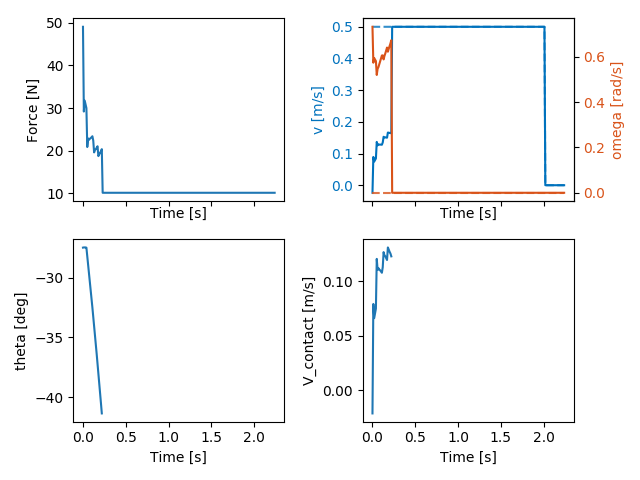 50
40
30
20
10
Force [N]
Time [s]
0.5
0.4
0.3
0.2
0.1
0.0
v [m/s]
0.6
0.4
0.2
0.0
omega [rad/s]
Time [s]
−30
−35
−40
theta [deg]
0.0 0.5 1.0 1.5 2.0
Time [s]
0.10
0.05
0.00
V_contact [m/s]
0.0 0.5 1.0 1.5 2.0
Time [s]